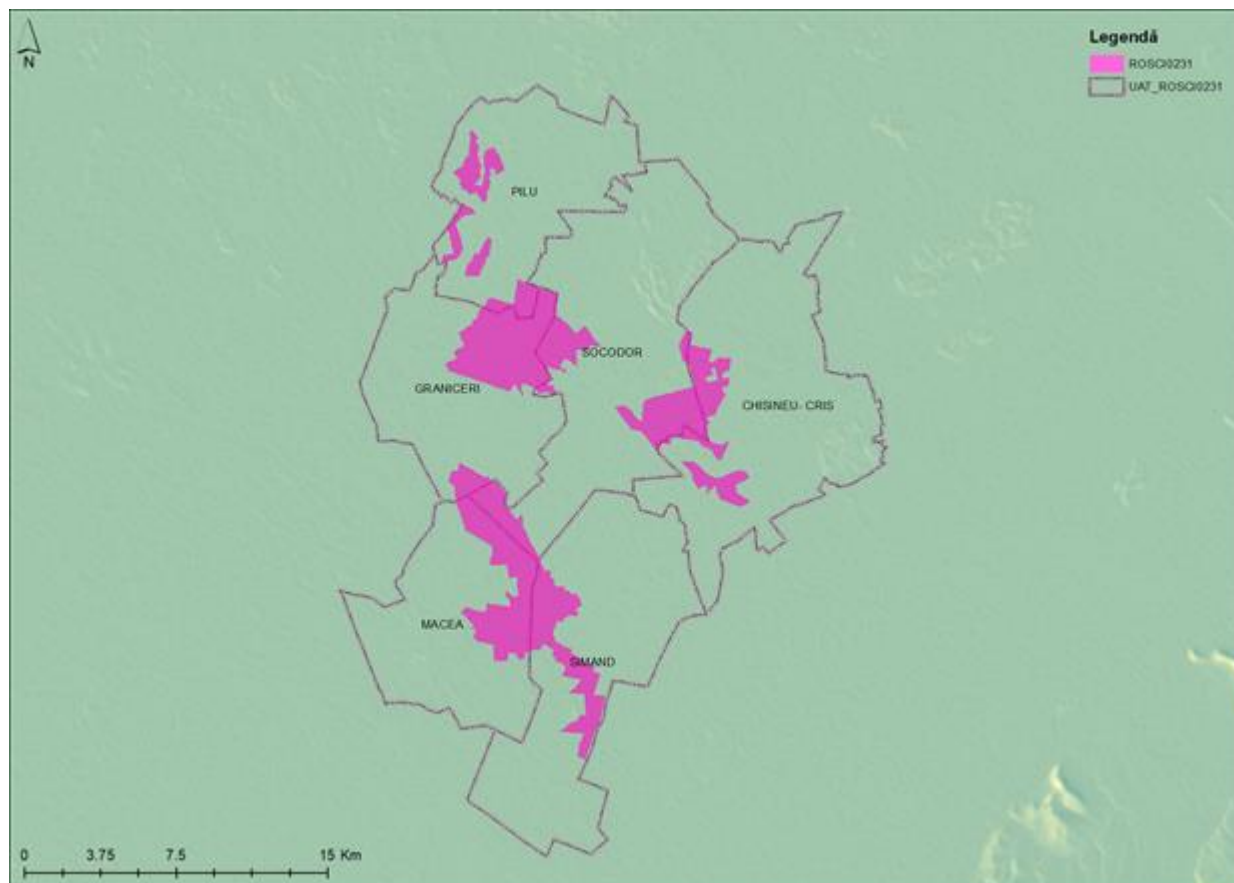 Legendă
ROSCI0231
UAT_ROSCI0231
N
PILU
SOCODOR
GRANICERI
CHISINEU- CRIS
MACEA
SIMAND
0 3.75 7.5 15 Km